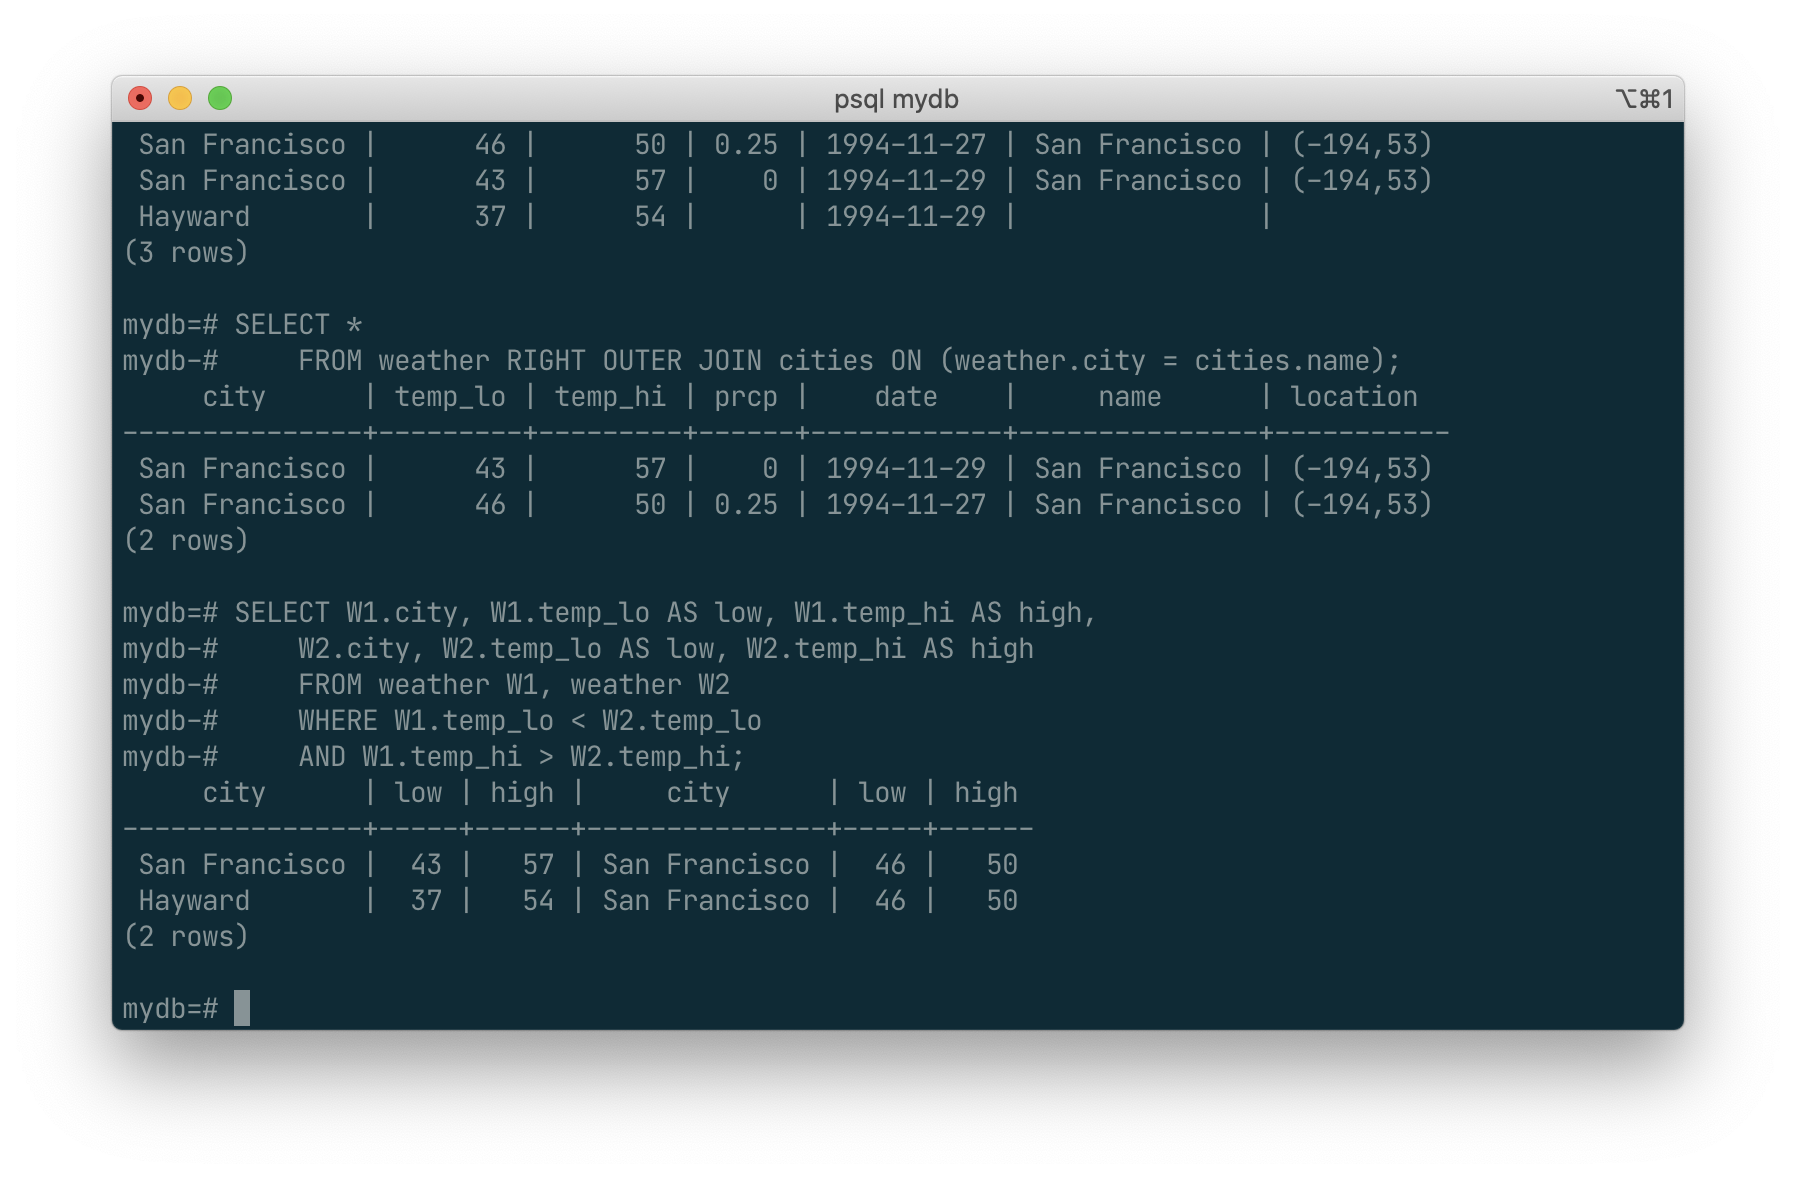 psql mydb ⌥⌘1
 San Francisco |      46 |      50 | 0.25 | 1994-11-27 | San Francisco | (-194,53)
 San Francisco |      43 |      57 |    0 | 1994-11-29 | San Francisco | (-194,53)
 Hayward       |      37 |      54 |      | 1994-11-29 |               |
(3 rows)

mydb=# SELECT *
mydb-#     FROM weather RIGHT OUTER JOIN cities ON (weather.city = cities.name);
     city      | temp_lo | temp_hi | prcp |    date    |     name      | location
---------------+---------+---------+------+------------+---------------+-----------
 San Francisco |      43 |      57 |    0 | 1994-11-29 | San Francisco | (-194,53)
 San Francisco |      46 |      50 | 0.25 | 1994-11-27 | San Francisco | (-194,53)
(2 rows)

mydb=# SELECT W1.city, W1.temp_lo AS low, W1.temp_hi AS high,
mydb-#     W2.city, W2.temp_lo AS low, W2.temp_hi AS high
mydb-#     FROM weather W1, weather W2
mydb-#     WHERE W1.temp_lo < W2.temp_lo
mydb-#     AND W1.temp_hi > W2.temp_hi;
     city      | low | high |     city      | low | high
---------------+-----+------+---------------+-----+------
 San Francisco |  43 |   57 | San Francisco |  46 |   50
 Hayward       |  37 |   54 | San Francisco |  46 |   50
(2 rows)

mydb=#